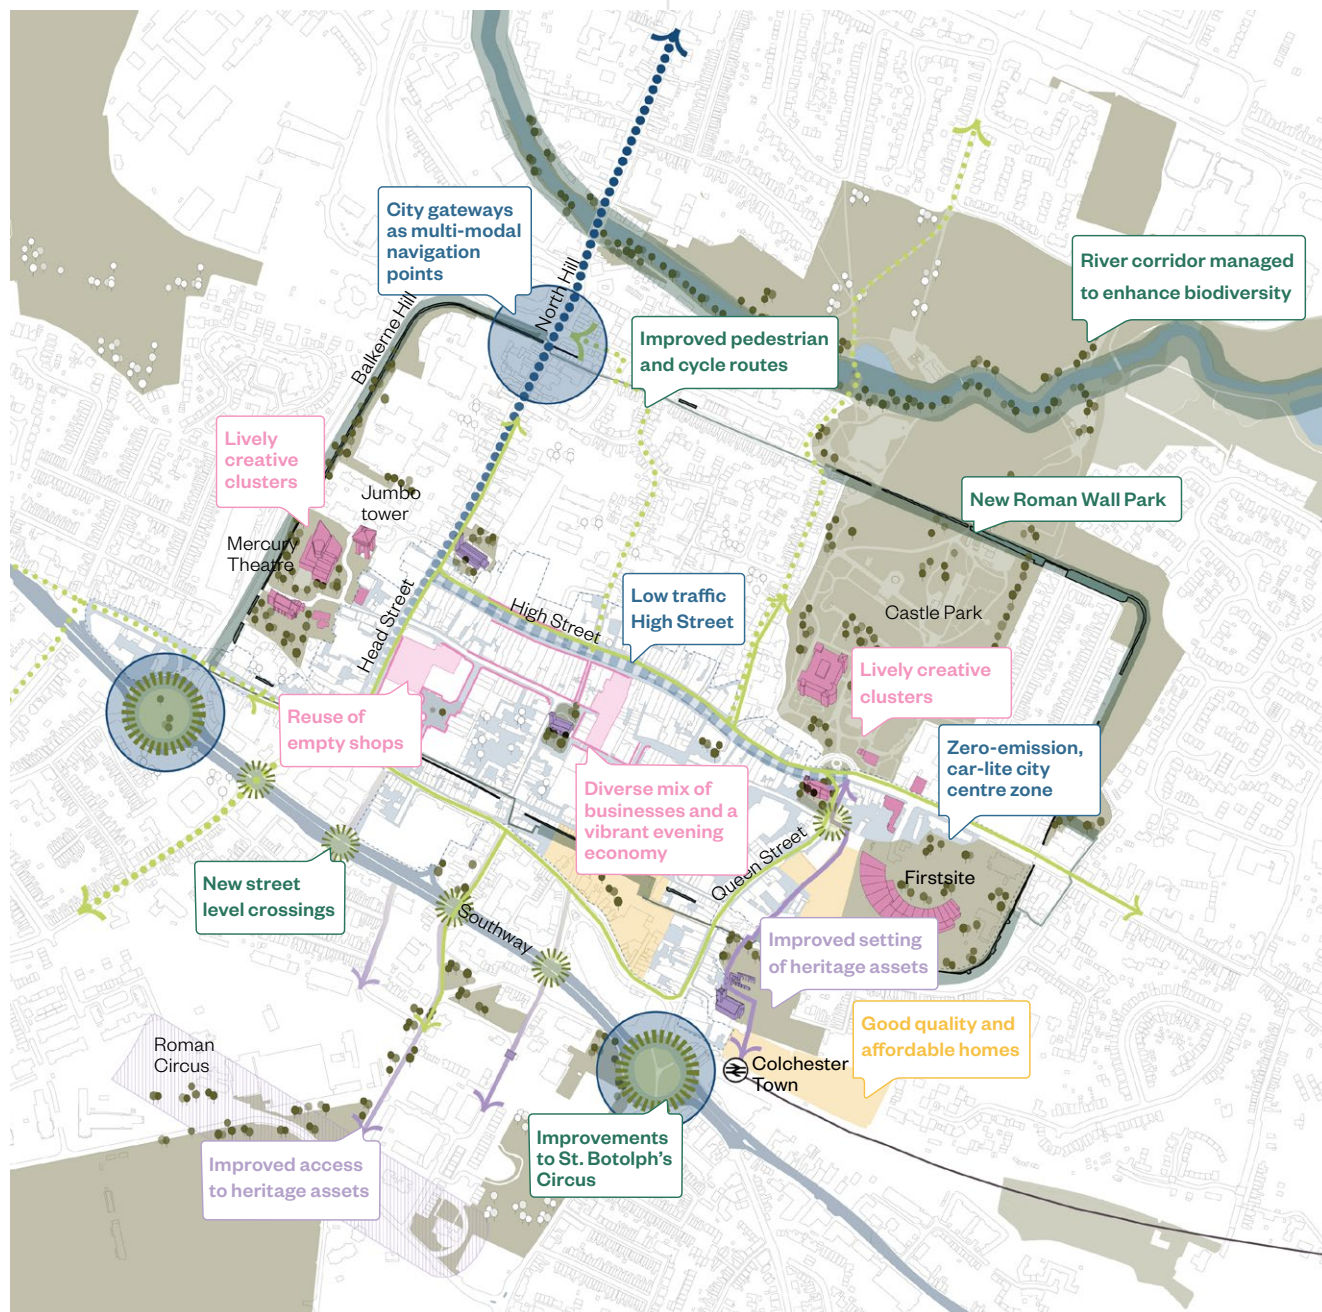 City gateways
as multi-modal
navigation
points
North Hill
River corridor managed
to enhance biodiversity
Balkerne Hill
Improved pedestrian
and cycle routes
Lively
creative
clusters
Jumbo
tower
New Roman Wall Park
Mercury
Theatre
Head Street
High Street
Low traffic
High Street
Castle Park
Lively creative
clusters
Reuse of
empty shops
Zero-emission,
car-lite city
centre zone
Diverse mix of
businesses and a
vibrant evening
economy
Queen Street
New street
level crossings
Southway
Firstsite
Improved setting
of heritage assets
Good quality and
affordable homes
Roman
Circus
Colchester
Town
Improvements
to St. Botolph's
Circus
Improved access
to heritage assets